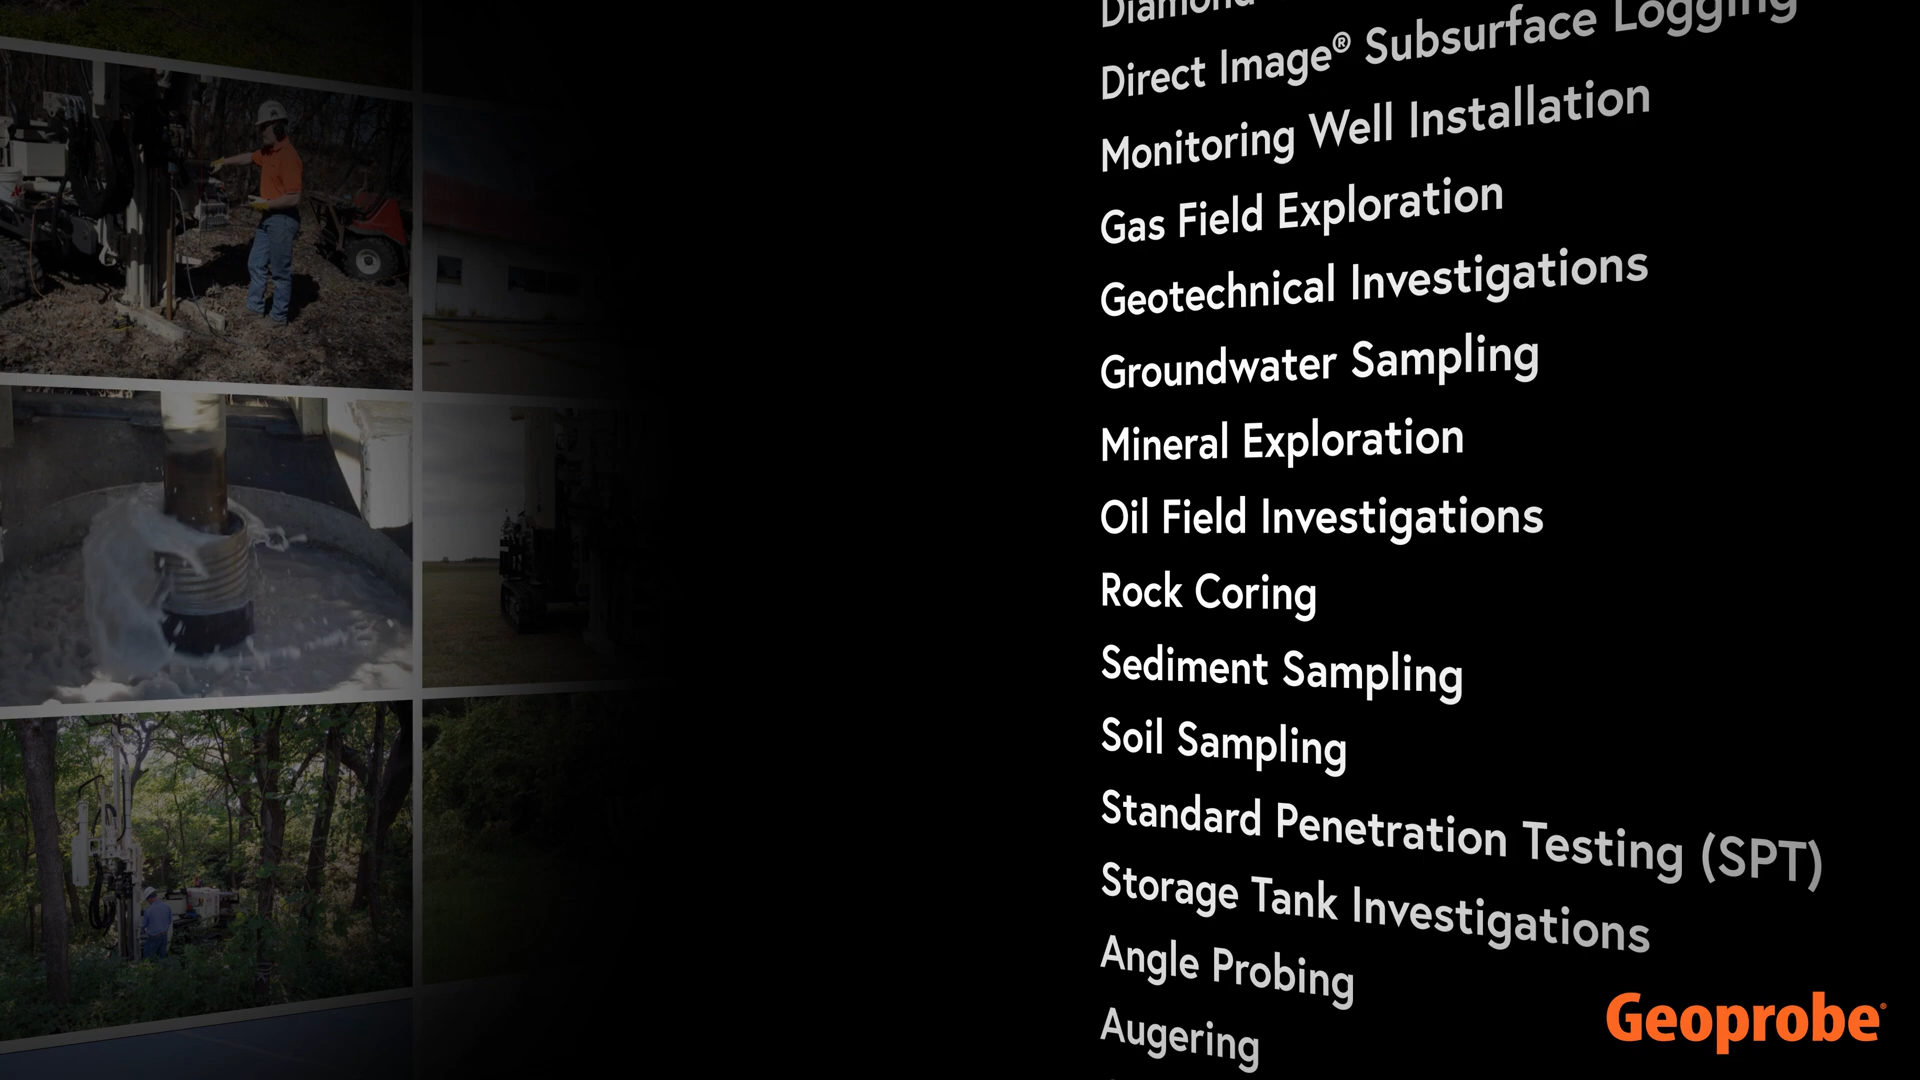 Diamond
Direct Image® Subsurface Logging
Monitoring Well Installation
Gas Field Exploration
Geotechnical Investigations
Groundwater Sampling
Mineral Exploration
Oil Field Investigations
Rock Coring
Sediment Sampling
Soil Sampling
Standard Penetration Testing (SPT)
Storage Tank Investigations
Angle Probing
Augering
Geoprobe®